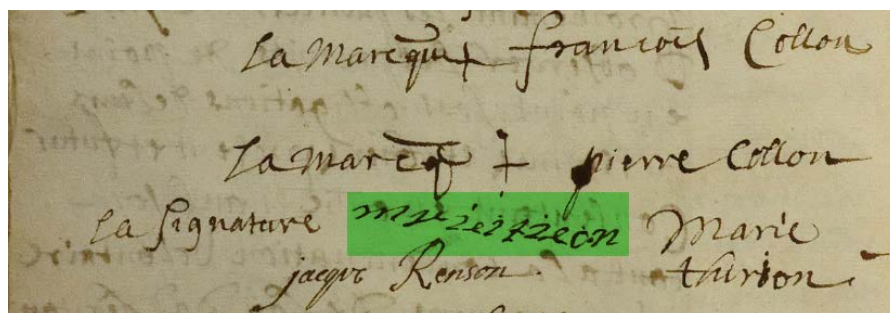 La Marcque + francois Collon
La Marcq + pierre Collon
La signature Marie
jacque Renson thirion